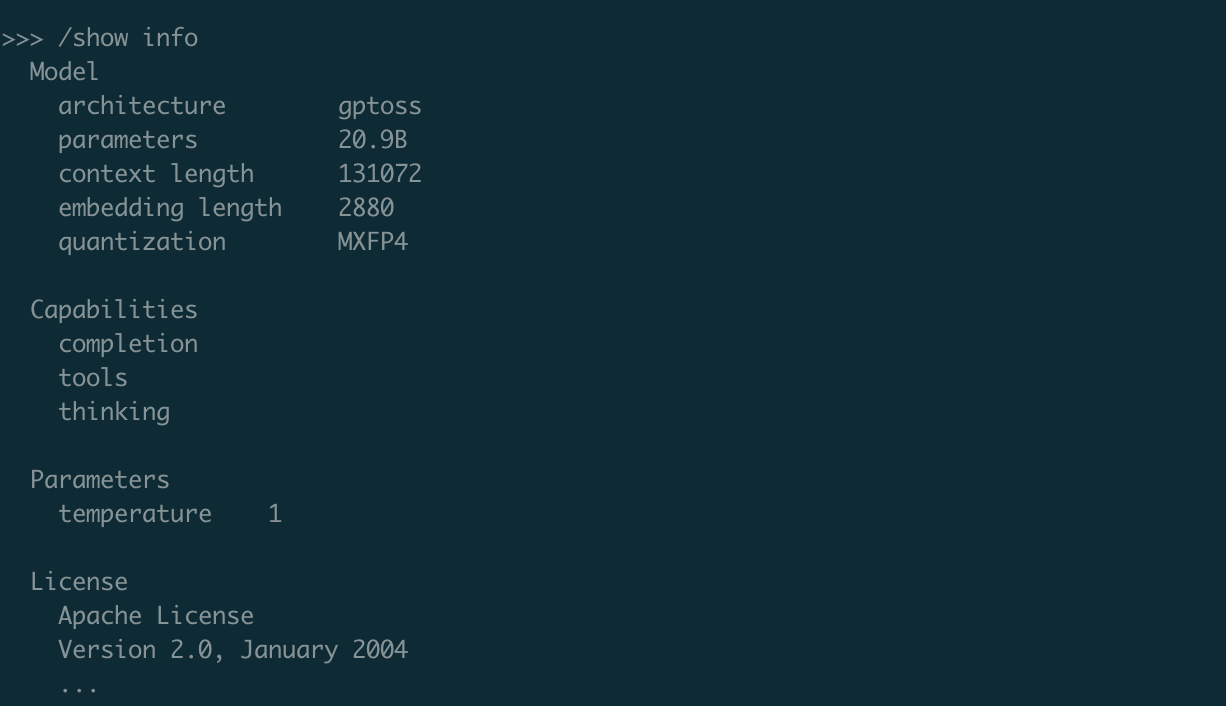 >>> /show info
  Model
    architecture        gptoss
    parameters          20.9B
    context length      131072
    embedding length    2880
    quantization        MXFP4

  Capabilities
    completion
    tools
    thinking

  Parameters
    temperature    1

  License
    Apache License
    Version 2.0, January 2004
    ...